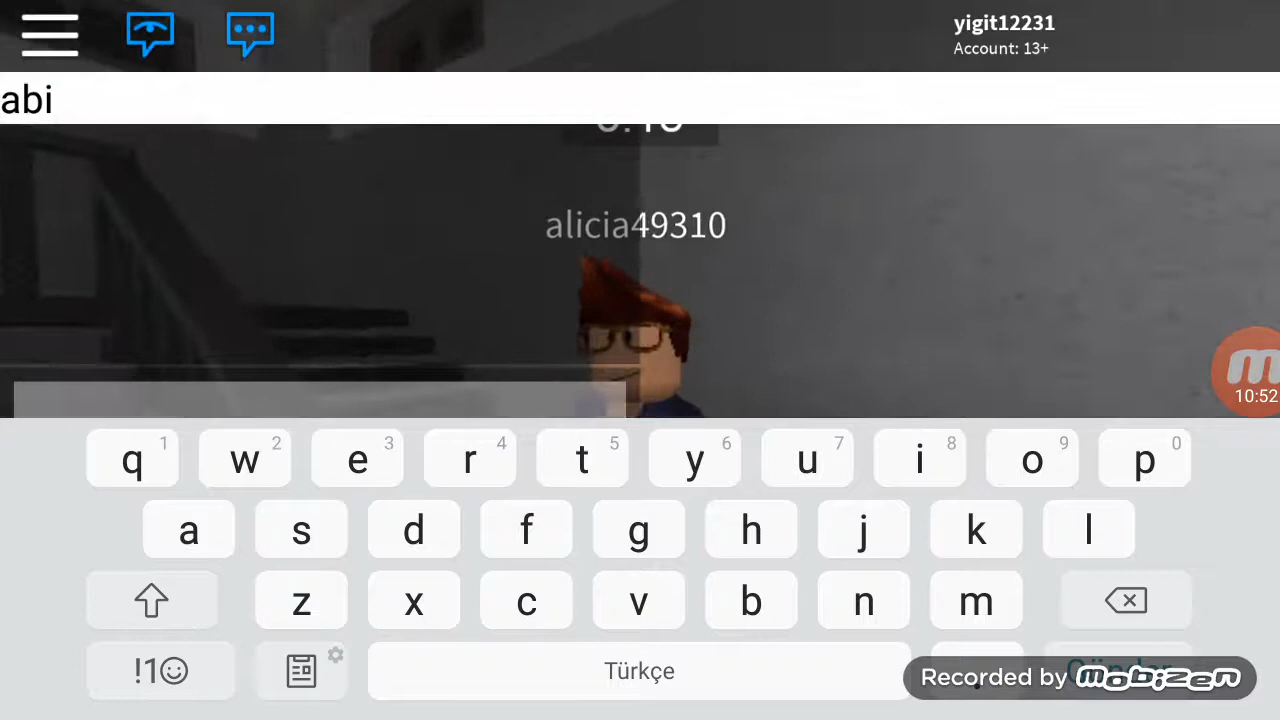 yigit12231
Account: 13+
abi
alicia49310
10:52
q 1 w 2 e 3 r 4 t 5 y 6 u 7 i 8 o 9 p 0
a s d f g h j k l
z x c v b n m
!1☺ Türkçe
Recorded by mobizen